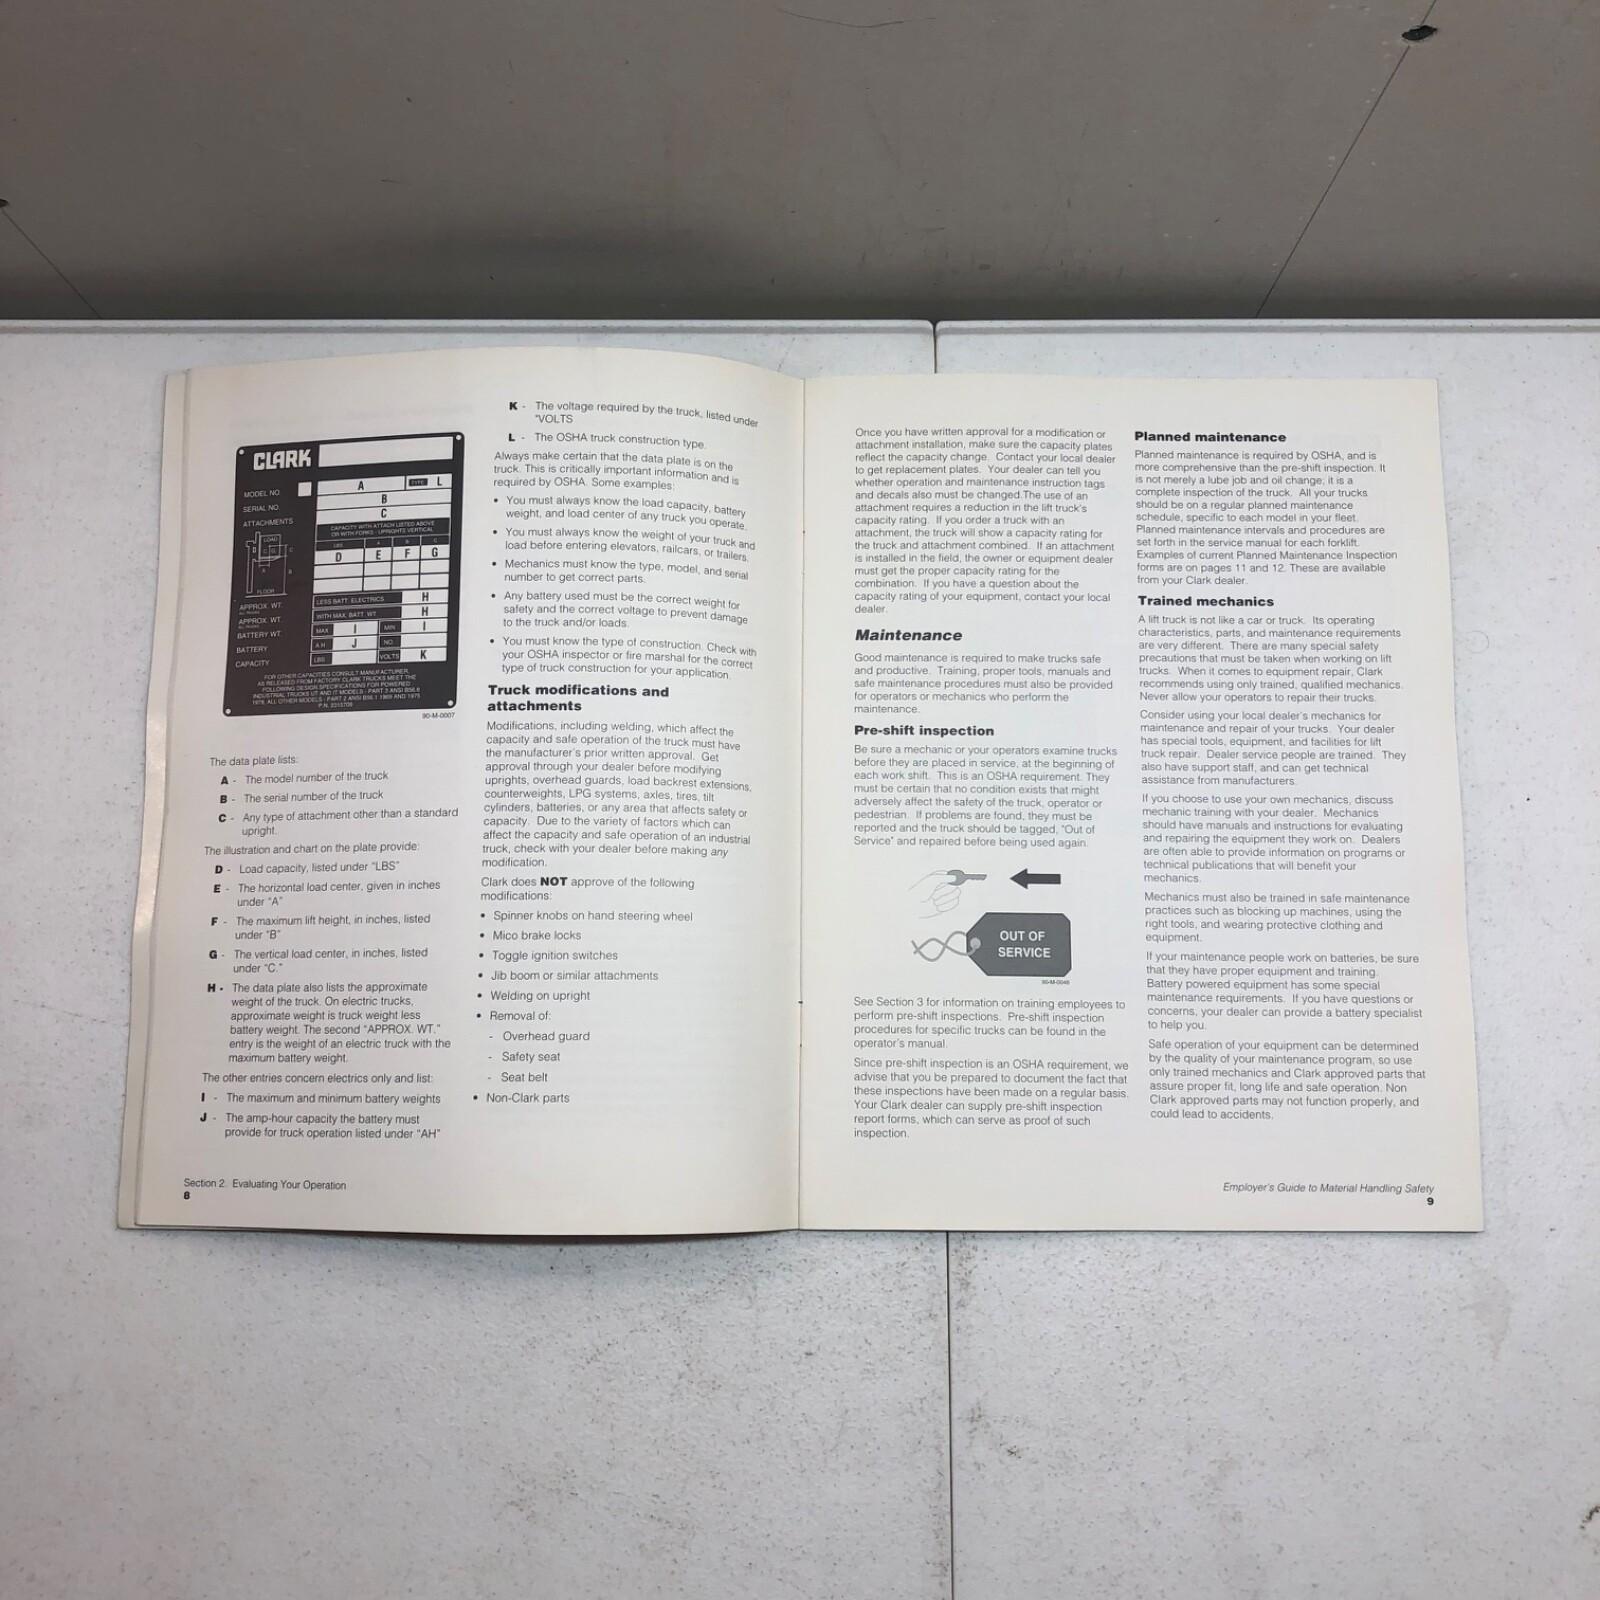 CLARK
MODEL NO.
A
TYPE L
SERIAL NO.
B
ATTACHMENTS
C
CAPACITY WITH ATTACH LISTED ABOVE
OR WITH FORKS - UPRIGHTS VERTICAL
LBS A B C
D E F G
LOAD
C. G.
C
A
B
FLOOR
APPROX. WT.
LESS BATT. ELECTRICS
H
APPROX. WT.
WITH MAX. BATT. WT.
H
BATTERY WT.
MAX I MIN I
BATTERY
A H J NO.
CAPACITY
LBS VOLTS K
FOR OTHER CAPACITIES CONSULT MANUFACTURER.
AS RELEASED FROM FACTORY CLARK TRUCKS MEET THE
FOLLOWING DESIGN SPECIFICATIONS FOR POWERED
INDUSTRIAL TRUCKS
90-M-0007
The data plate lists:
A - The model number of the truck
B - The serial number of the truck
C - Any type of attachment other than a standard
upright.
The illustration and chart on the plate provide:
D - Load capacity, listed under "LBS"
E - The horizontal load center, given in inches
under "A"
F - The maximum lift height, in inches, listed
under "B"
G - The vertical load center, in inches, listed
under "C."
H - The data plate also lists the approximate
weight of the truck. On electric trucks,
approximate weight is truck weight less
battery weight. The second "APPROX. WT."
entry is the weight of an electric truck with the
maximum battery weight.
The other entries concern electrics only and list:
I - The maximum and minimum battery weights
J - The amp-hour capacity the battery must
provide for truck operation listed under "AH"
Section 2. Evaluating Your Operation
8
K - The voltage required by the truck, listed under
"VOLTS
L - The OSHA truck construction type.
Always make certain that the data plate is on the
truck. This is critically important information and is
required by OSHA. Some examples:
• You must always know the load capacity, battery
weight, and load center of any truck you operate.
• You must always know the weight of your truck and
load before entering elevators, railcars, or trailers.
• Mechanics must know the type, model, and serial
number to get correct parts.
• Any battery used must be the correct weight for
safety and the correct voltage to prevent damage
to the truck and/or loads.
• You must know the type of construction. Check with
your OSHA inspector or fire marshal for the correct
type of truck construction for your application.
Truck modifications and
attachments
Modifications, including welding, which affect the
capacity and safe operation of the truck must have
the manufacturer's prior written approval. Get
approval through your dealer before modifying
uprights, overhead guards, load backrest extensions,
counterweights, LPG systems, axles, tires, tilt
cylinders, batteries, or any area that affects safety or
capacity. Due to the variety of factors which can
affect the capacity and safe operation of an industrial
truck, check with your dealer before making any
modification.
Clark does NOT approve of the following
modifications:
• Spinner knobs on hand steering wheel
• Mico brake locks
• Toggle ignition switches
• Jib boom or similar attachments
• Welding on upright
• Removal of:
- Overhead guard
- Safety seat
- Seat belt
• Non-Clark parts
Once you have written approval for a modification or
attachment installation, make sure the capacity plates
reflect the capacity change. Contact your local dealer
to get replacement plates. Your dealer can tell you
whether operation and maintenance instruction tags
and decals also must be changed.The use of an
attachment requires a reduction in the lift truck's
capacity rating. If you order a truck with an
attachment, the truck will show a capacity rating for
the truck and attachment combined. If an attachment
is installed in the field, the owner or equipment dealer
must get the proper capacity rating for the
combination. If you have a question about the
capacity rating of your equipment, contact your local
dealer.
Maintenance
Good maintenance is required to make trucks safe
and productive. Training, proper tools, manuals and
safe maintenance procedures must also be provided
for operators or mechanics who perform the
maintenance.
Pre-shift inspection
Be sure a mechanic or your operators examine trucks
before they are placed in service, at the beginning of
each work shift. This is an OSHA requirement. They
must be certain that no condition exists that might
adversely affect the safety of the truck, operator or
pedestrian. If problems are found, they must be
reported and the truck should be tagged, "Out of
Service" and repaired before being used again.
OUT OF
SERVICE
90-M-0048
See Section 3 for information on training employees to
perform pre-shift inspections. Pre-shift inspection
procedures for specific trucks can be found in the
operator's manual.
Since pre-shift inspection is an OSHA requirement, we
advise that you be prepared to document the fact that
these inspections have been made on a regular basis.
Your Clark dealer can supply pre-shift inspection
report forms, which can serve as proof of such
inspection.
Planned maintenance
Planned maintenance is required by OSHA, and is
more comprehensive than the pre-shift inspection. It
is not merely a lube job and oil change; it is a
complete inspection of the truck. All your trucks
should be on a regular planned maintenance
schedule, specific to each model in your fleet.
Planned maintenance intervals and procedures are
set forth in the service manual for each forklift.
Examples of current Planned Maintenance Inspection
forms are on pages 11 and 12. These are available
from your Clark dealer.
Trained mechanics
A lift truck is not like a car or truck. Its operating
characteristics, parts, and maintenance requirements
are very different. There are many special safety
precautions that must be taken when working on lift
trucks. When it comes to equipment repair, Clark
recommends using only trained, qualified mechanics.
Never allow your operators to repair their trucks.
Consider using your local dealer's mechanics for
maintenance and repair of your trucks. Your dealer
has special tools, equipment, and facilities for lift
truck repair. Dealer service people are trained. They
also have support staff, and can get technical
assistance from manufacturers.
If you choose to use your own mechanics, discuss
mechanic training with your dealer. Mechanics
should have manuals and instructions for evaluating
and repairing the equipment they work on. Dealers
are often able to provide information on programs or
technical publications that will benefit your
mechanics.
Mechanics must also be trained in safe maintenance
practices such as blocking up machines, using the
right tools, and wearing protective clothing and
equipment.
If your maintenance people work on batteries, be sure
that they have proper equipment and training.
Battery powered equipment has some special
maintenance requirements. If you have questions or
concerns, your dealer can provide a battery specialist
to help you.
Safe operation of your equipment can be determined
by the quality of your maintenance program, so use
only trained mechanics and Clark approved parts that
assure proper fit, long life and safe operation. Non
Clark approved parts may not function properly, and
could lead to accidents.
Employer's Guide to Material Handling Safety
9